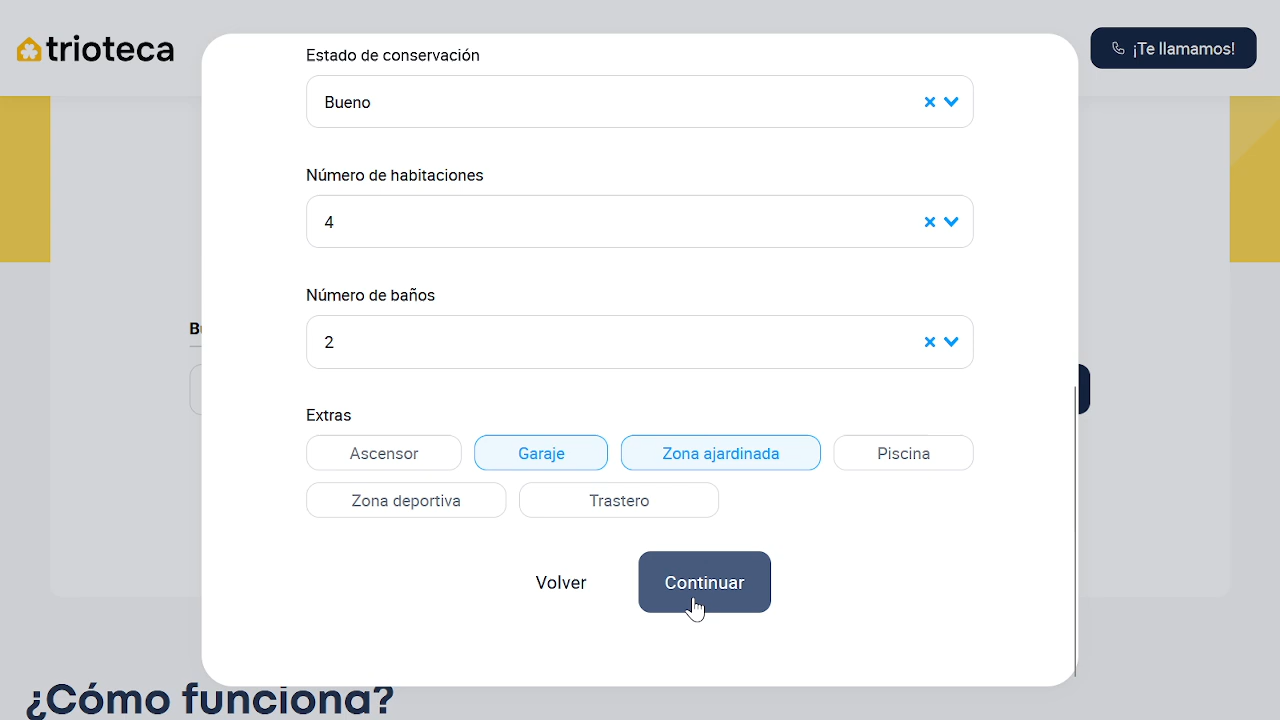 trioteca
¡Te llamamos!
Estado de conservación
Bueno
Número de habitaciones
4
Número de baños
2
Extras
Ascensor
Garaje
Zona ajardinada
Piscina
Zona deportiva
Trastero
Volver
Continuar
¿Cómo funciona?